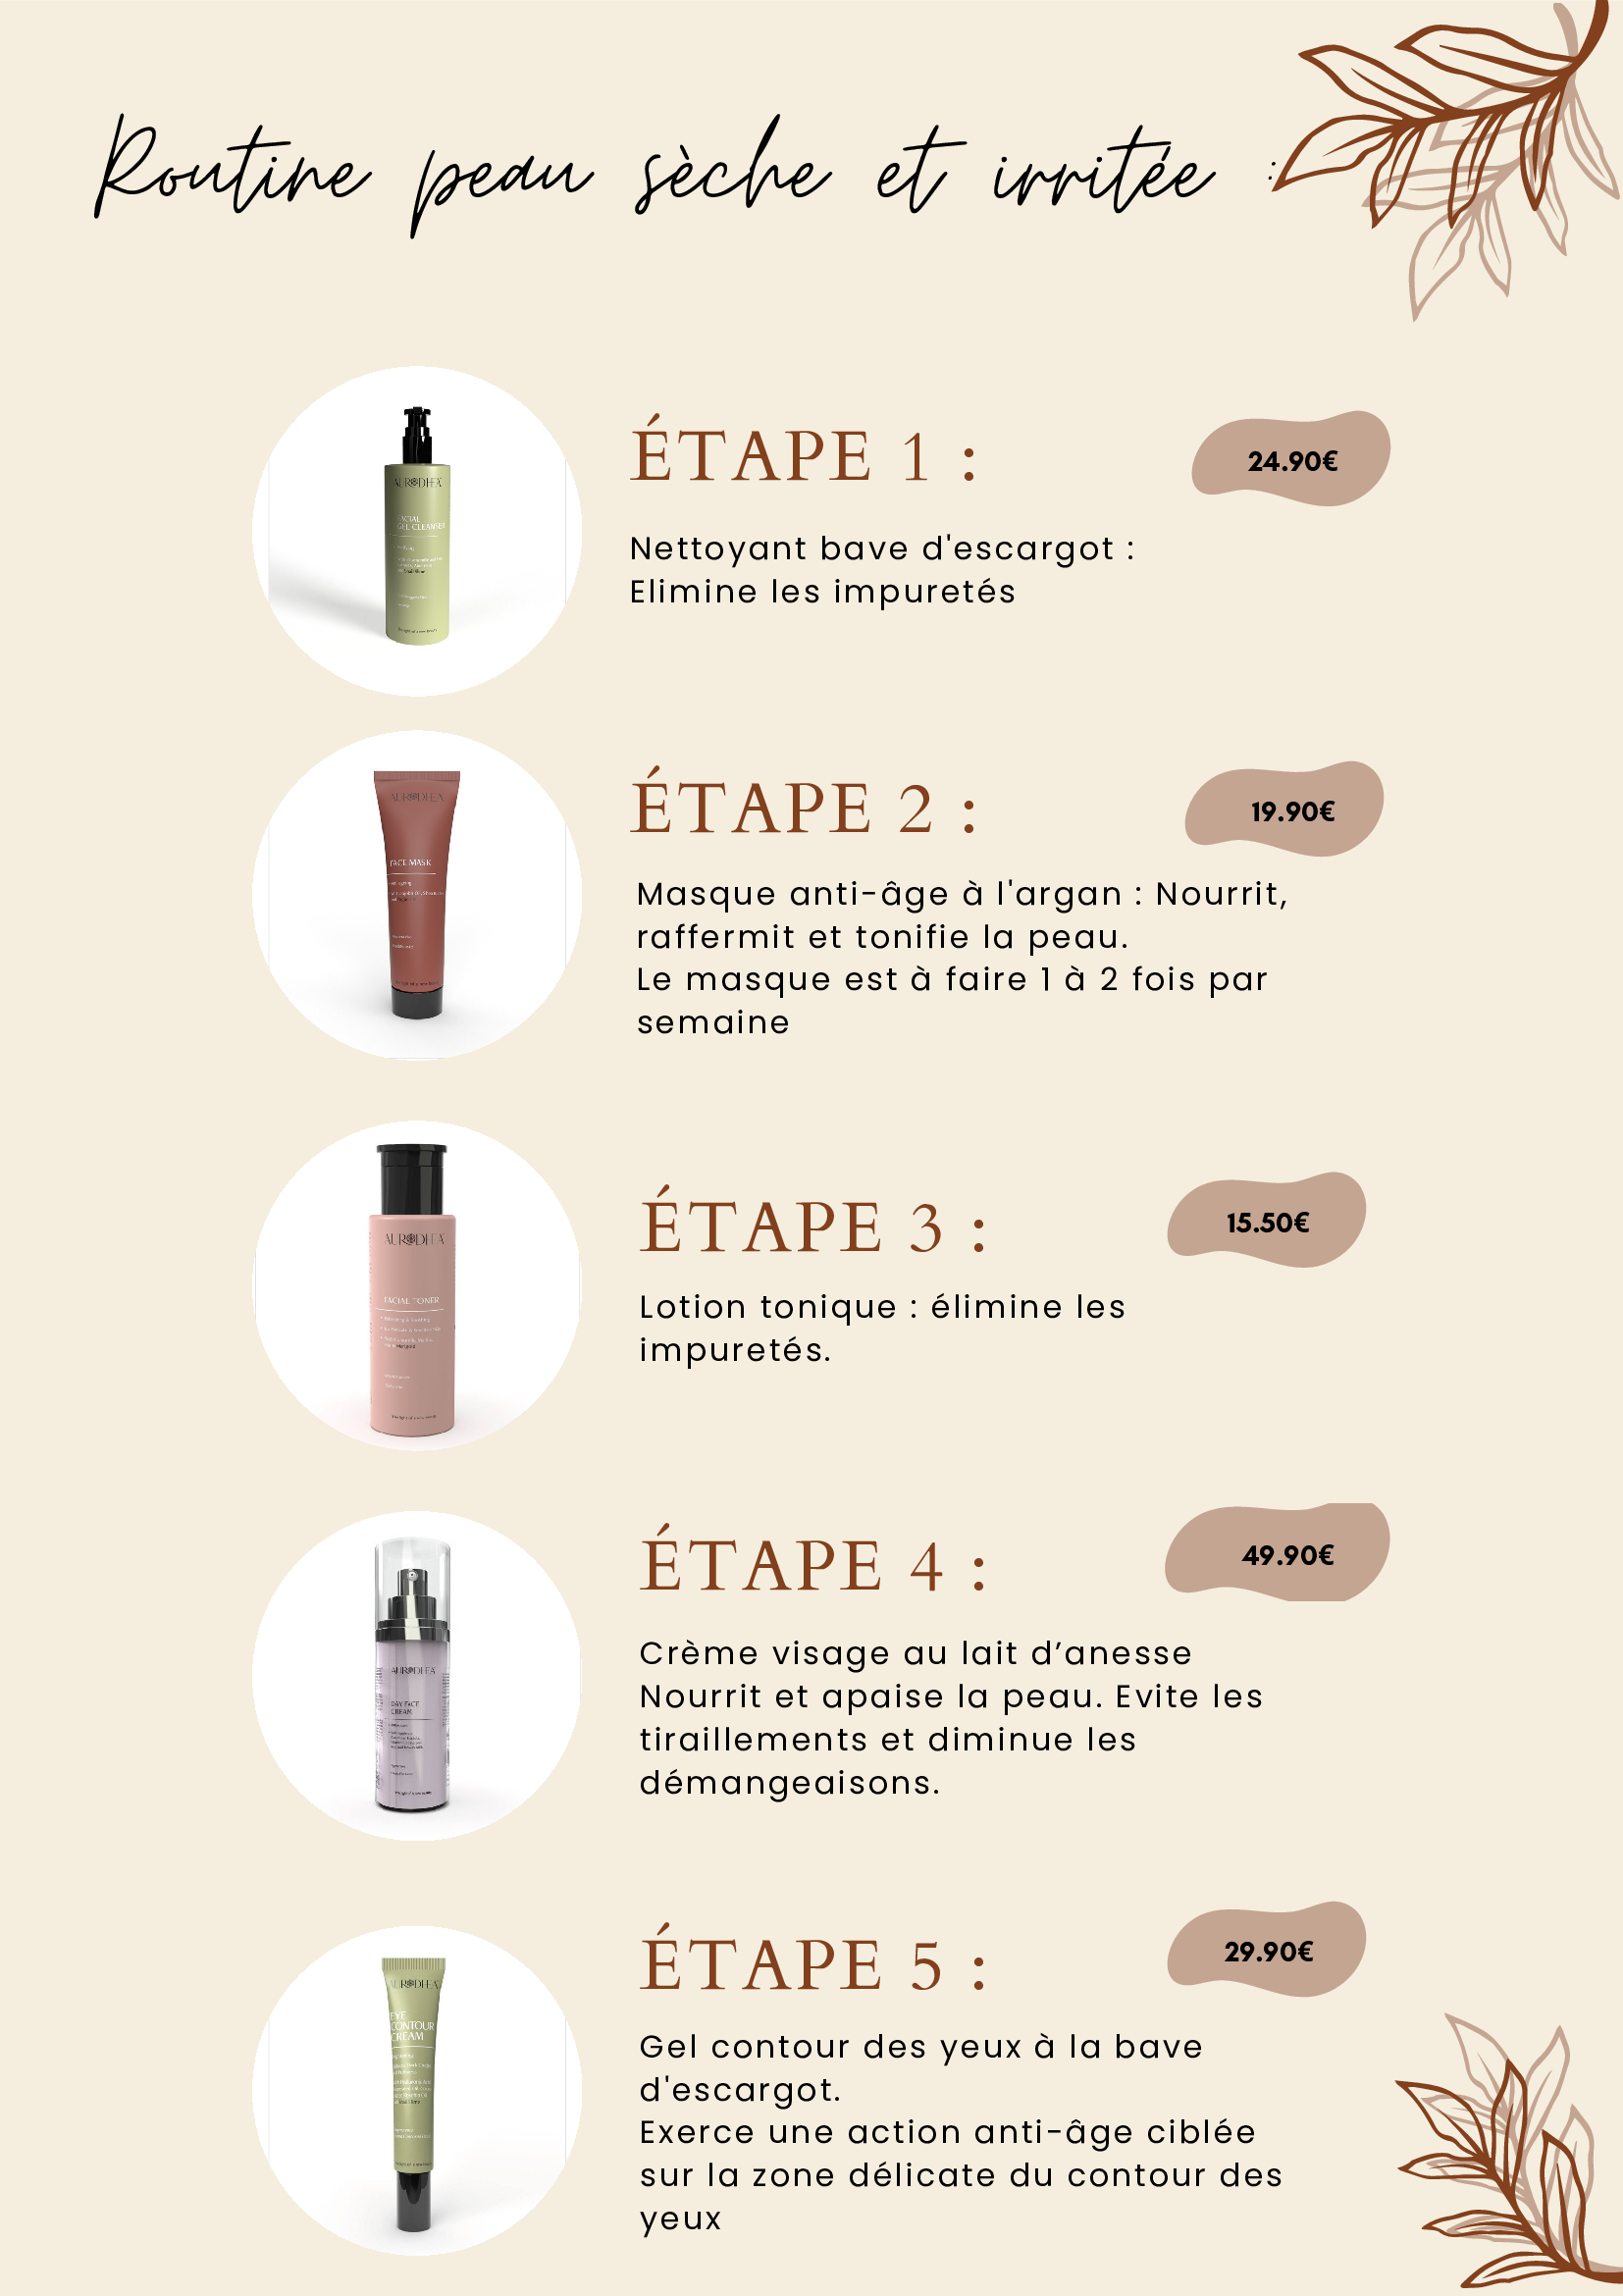 Routine peau sèche et irritée :
ÉTAPE 1 :
24.90€
Nettoyant bave d'escargot :
Elimine les impuretés
AURODHEA
FACIAL
GEL CLEANSER
ÉTAPE 2 :
19.90€
Masque anti-âge à l'argan : Nourrit,
raffermit et tonifie la peau.
Le masque est à faire 1 à 2 fois par
semaine
AURODHEA
FACE MASK
ÉTAPE 3 :
15.50€
Lotion tonique : élimine les
impuretés.
AURODHEA
FACIAL TONER
ÉTAPE 4 :
49.90€
Crème visage au lait d’anesse
Nourrit et apaise la peau. Evite les
tiraillements et diminue les
démangeaisons.
AURODHEA
DAY FACE
CREAM
ÉTAPE 5 :
29.90€
Gel contour des yeux à la bave
d'escargot.
Exerce une action anti-âge ciblée
sur la zone délicate du contour des
yeux
AURODHEA
EYE
CONTOUR
CREAM